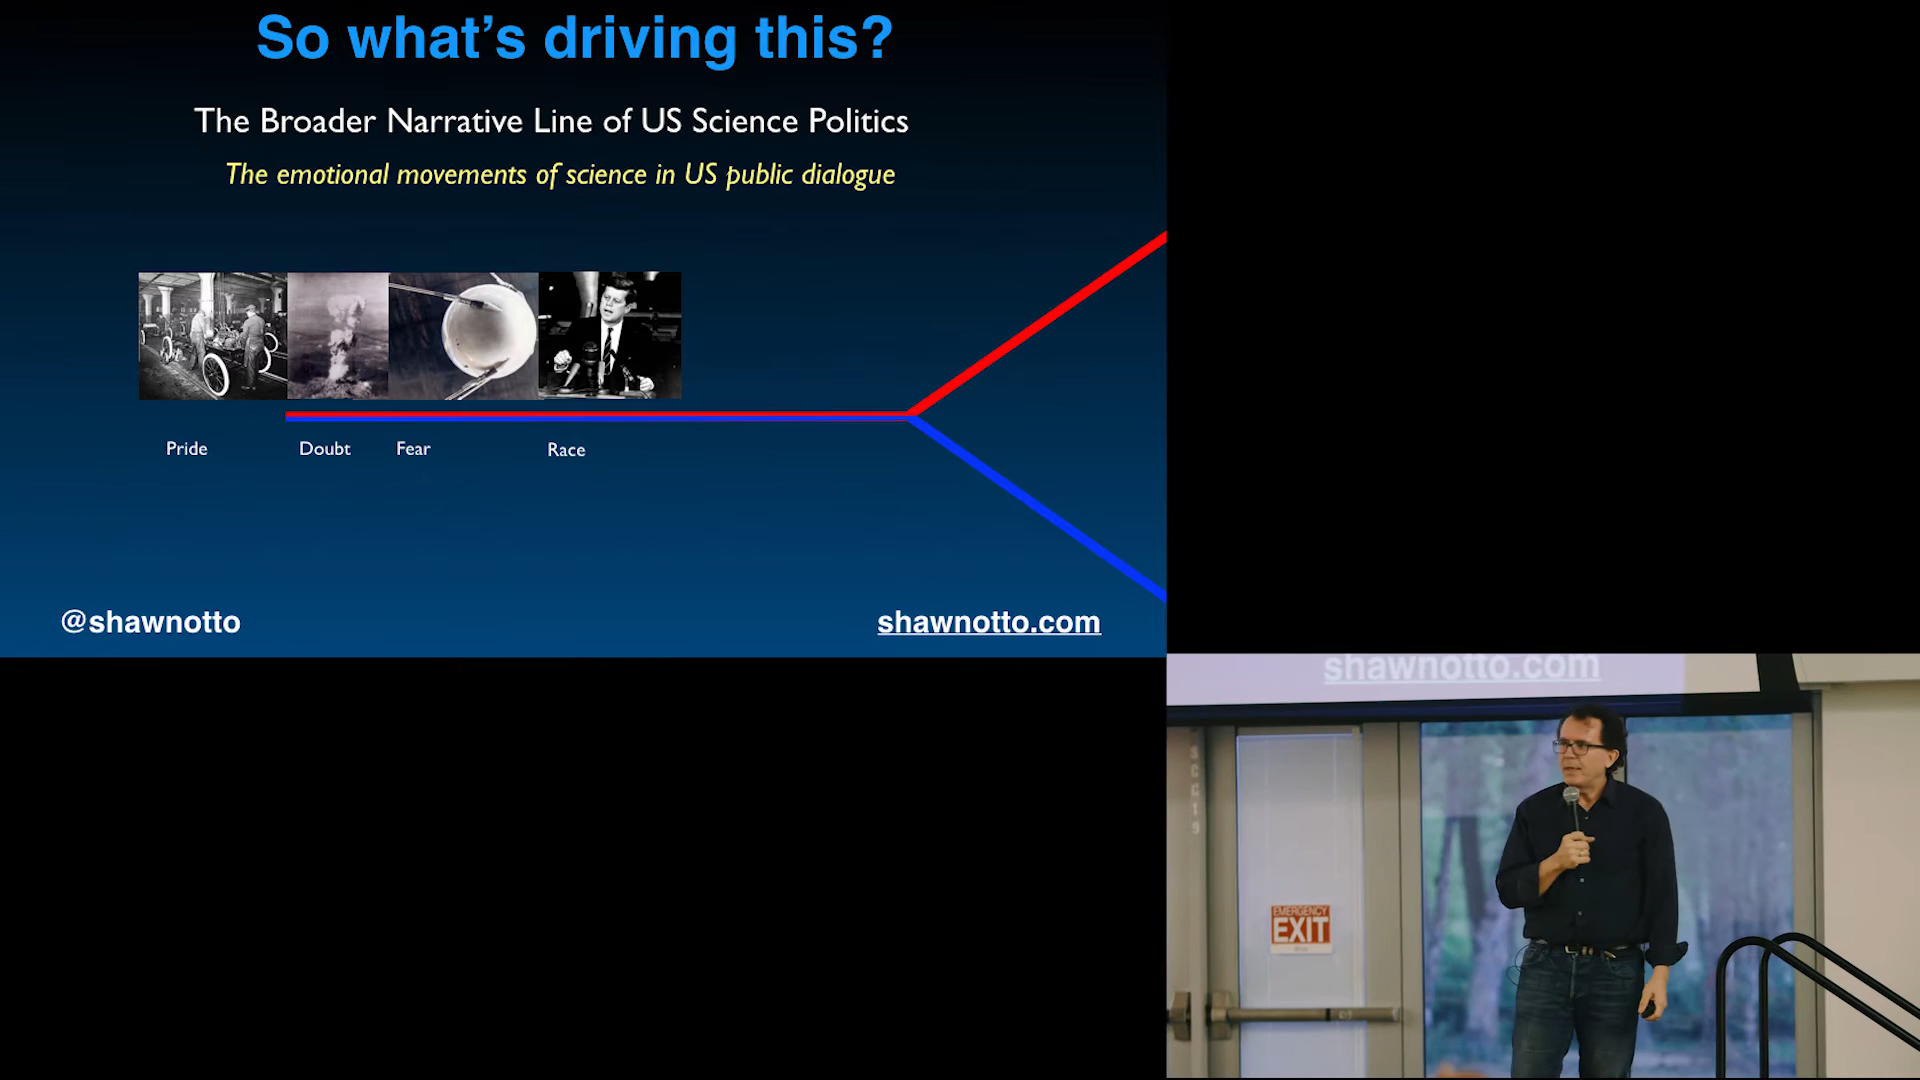 So what's driving this?
The Broader Narrative Line of US Science Politics
The emotional movements of science in US public dialogue
Pride
Doubt
Fear
Race
@shawnotto
shawnotto.com
shawnotto.com
SCC19
EMERGENCY
EXIT